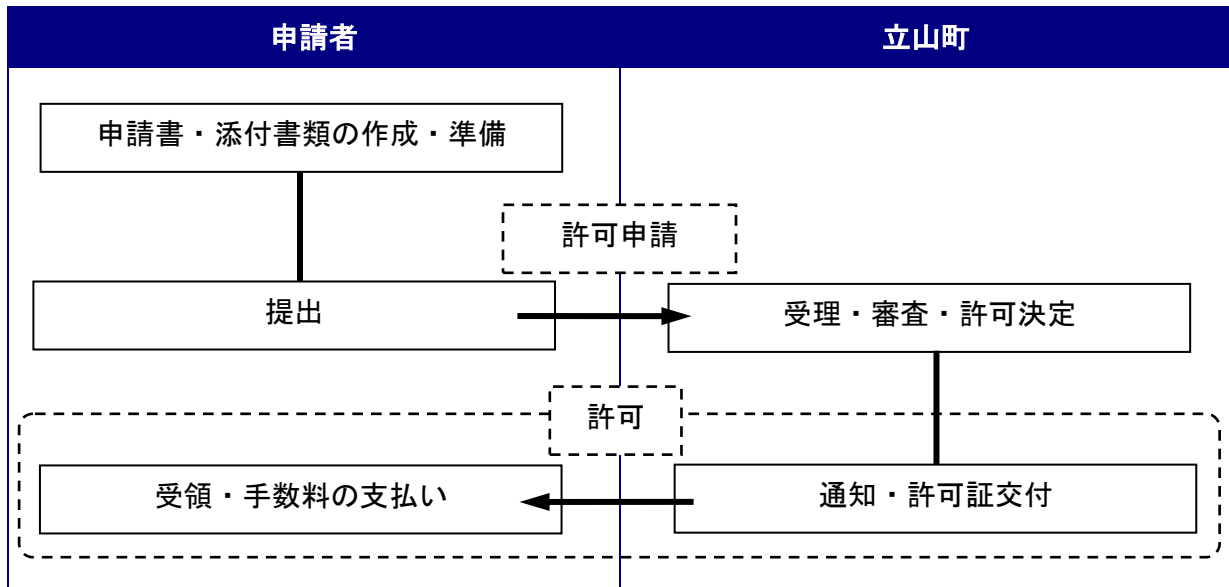 申請者
立山町
申請書・添付書類の作成・準備
許可申請
提出
受理・審査・許可決定
許可
受領・手数料の支払い
通知・許可証交付